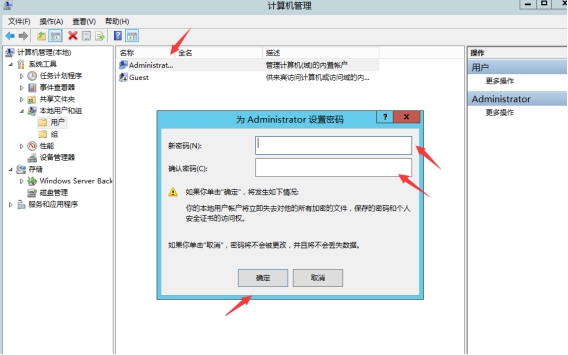 计算机管理
文件(F) 操作(A) 查看(V) 帮助(H)
计算机管理(本地)
系统工具
任务计划程序
事件查看器
共享文件夹
本地用户和组
用户
组
性能
设备管理器
存储
Windows Server Back
磁盘管理
服务和应用程序
名称 全名 描述
Administrat... 管理计算机(域)的内置帐户
Guest 供来宾访问计算机或访问域的内...
操作
用户
更多操作
Administrator
更多操作
为 Administrator 设置密码
? x
新密码(N):
确认密码(C):
如果你单击“确定”，将发生如下情况:
你的本地用户帐户将立即失去对他的所有加密的文件，保存的密码和个人
安全证书的访问权。
如果你单击“取消”，密码将不会被更改，并且将不会丢失数据。
确定 取消